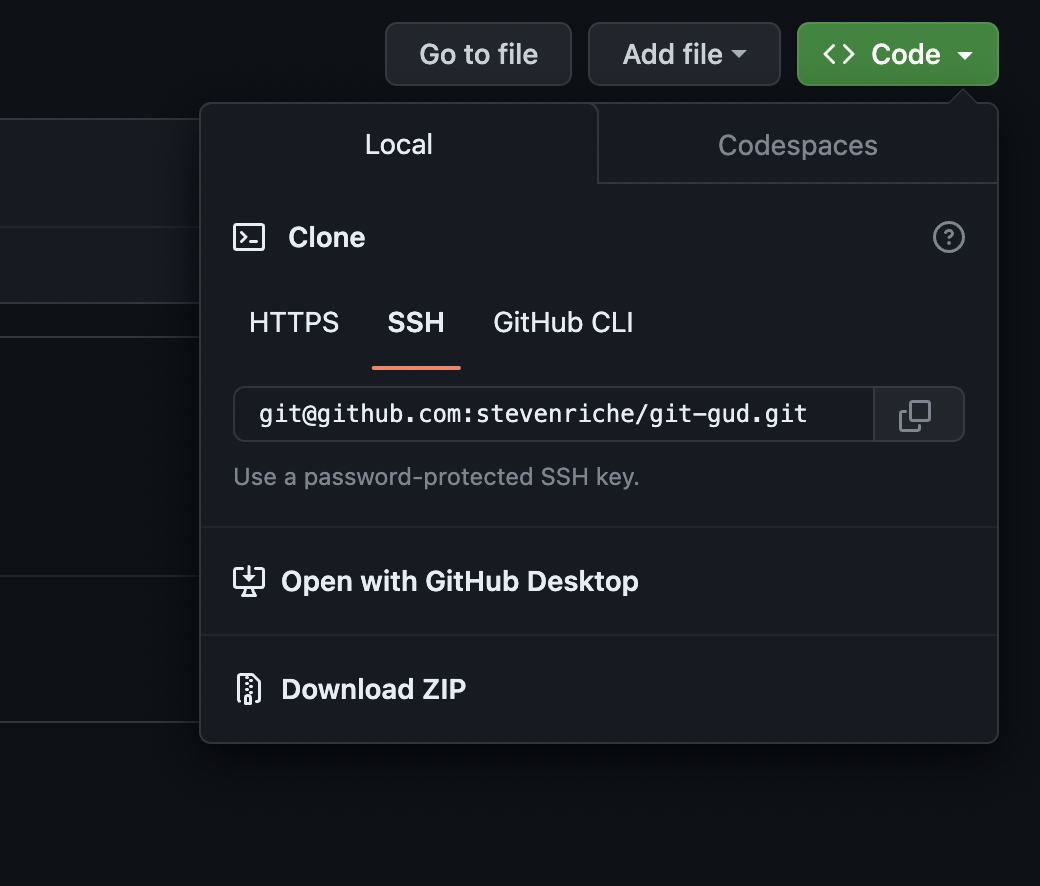 Go to file Add file Code
Local Codespaces
Clone
HTTPS SSH GitHub CLI
git@github.com:stevenriche/git-gud.git
Use a password-protected SSH key.
Open with GitHub Desktop
Download ZIP